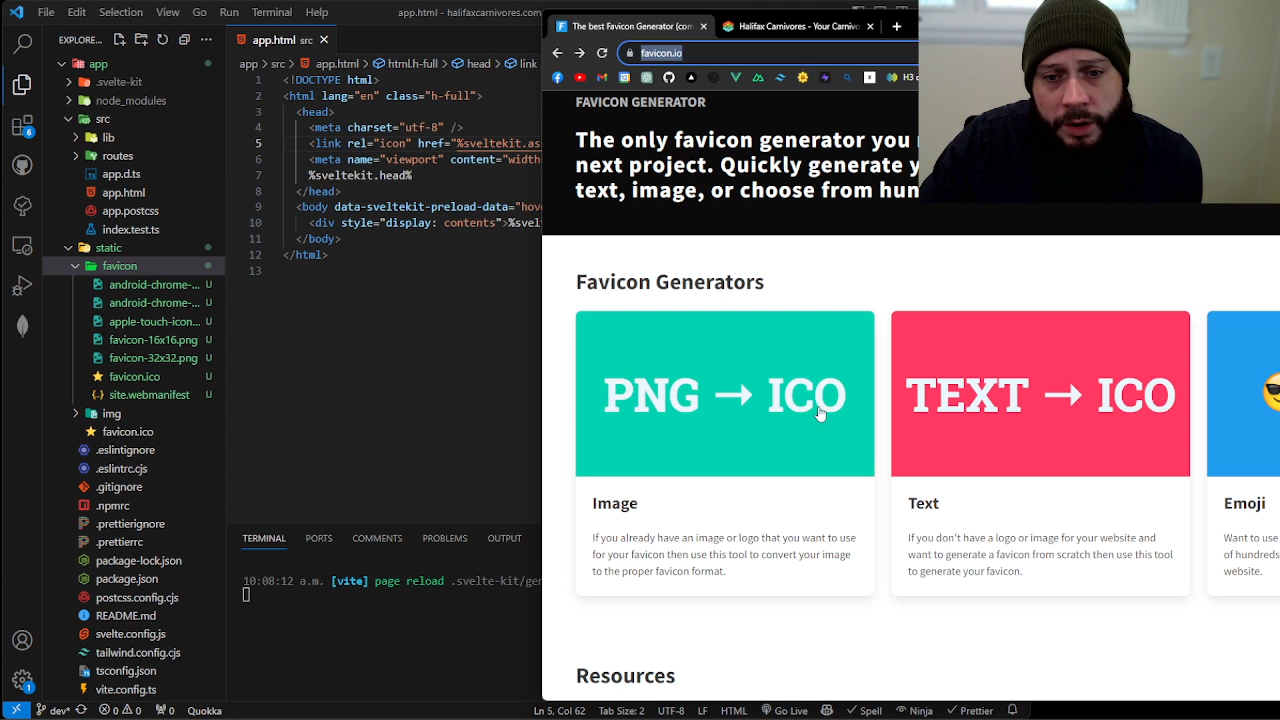 File
Edit
Selection
View
Go
Run
Terminal
Help
app.html - halifaxcarnivores.com
EXPLORE...
app
.svelte-kit
node_modules
src
lib
routes
app.d.ts
app.html
app.postcss
index.test.ts
static
favicon
android-chrome-... U
android-chrome-... U
apple-touch-icon... U
favicon-16x16.png U
favicon-32x32.png U
favicon.ico U
site.webmanifest U
img
favicon.ico
.eslintignore
.eslintrc.cjs
.gitignore
.npmrc
.prettierignore
.prettierrc
package-lock.json
package.json
postcss.config.cjs
README.md
svelte.config.js
tailwind.config.cjs
tsconfig.json
vite.config.ts
6
1
app.html src
app > src > app.html > html.h-full > head > link
1 <!DOCTYPE html>
2 <html lang="en" class="h-full">
3 <head>
4 <meta charset="utf-8" />
5 <link rel="icon" href="%sveltekit.as
6 <meta name="viewport" content="width
7 %sveltekit.head%
8 </head>
9 <body data-sveltekit-preload-data="hov
10 <div style="display: contents">%svel
11 </body>
12 </html>
13
TERMINAL
PORTS
COMMENTS
PROBLEMS
OUTPUT
10:08:12 a.m. [vite] page reload .svelte-kit/gen
The best Favicon Generator (com
Halifax Carnivores - Your Carnivo
favicon.io
H3 c
FAVICON GENERATOR
The only favicon generator you
next project. Quickly generate y
text, image, or choose from hun
Favicon Generators
PNG → ICO
Image
If you already have an image or logo that you want to use
for your favicon then use this tool to convert your image
to the proper favicon format.
TEXT → ICO
Text
If you don't have a logo or image for your website and
want to generate a favicon from scratch then use this tool
to generate your favicon.
Emoji
Want to use
of hundreds
website.
Resources
dev*
0 0
0
Quokka
Ln 5, Col 62
Tab Size: 2
UTF-8
LF
HTML
Go Live
Spell
Ninja
Prettier